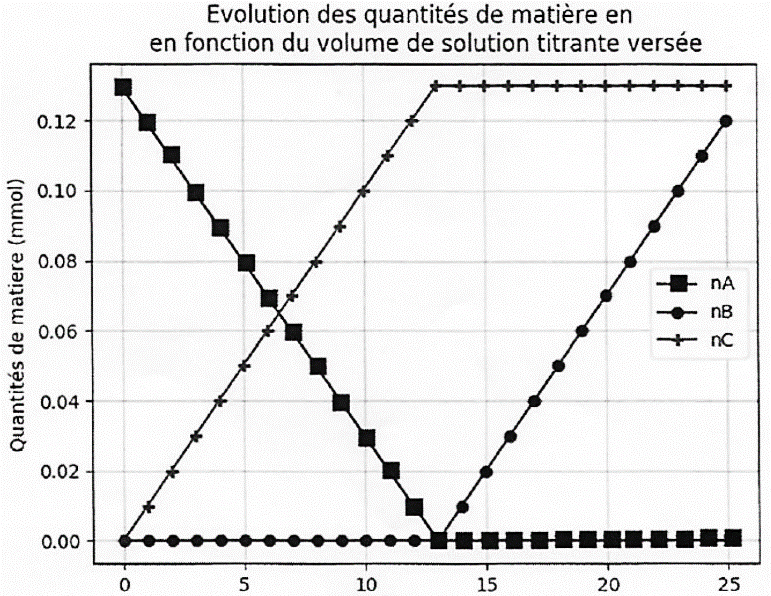 Evolution des quantités de matière en
en fonction du volume de solution titrante versée
Quantités de matiere (mmol)
0.12
0.10
0.08
0.06
0.04
0.02
0.00
nA
nB
nC
0
5
10
15
20
25